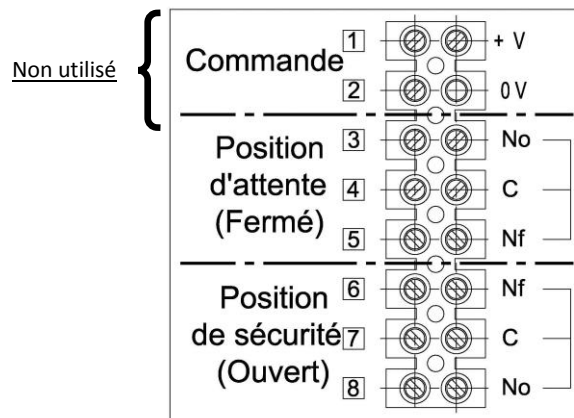 Non utilisé
Commande
1 + V
2 0 V
Position
d'attente
(Fermé)
3 No
4 C
5 Nf
Position
de sécurité
(Ouvert)
6 Nf
7 C
8 No